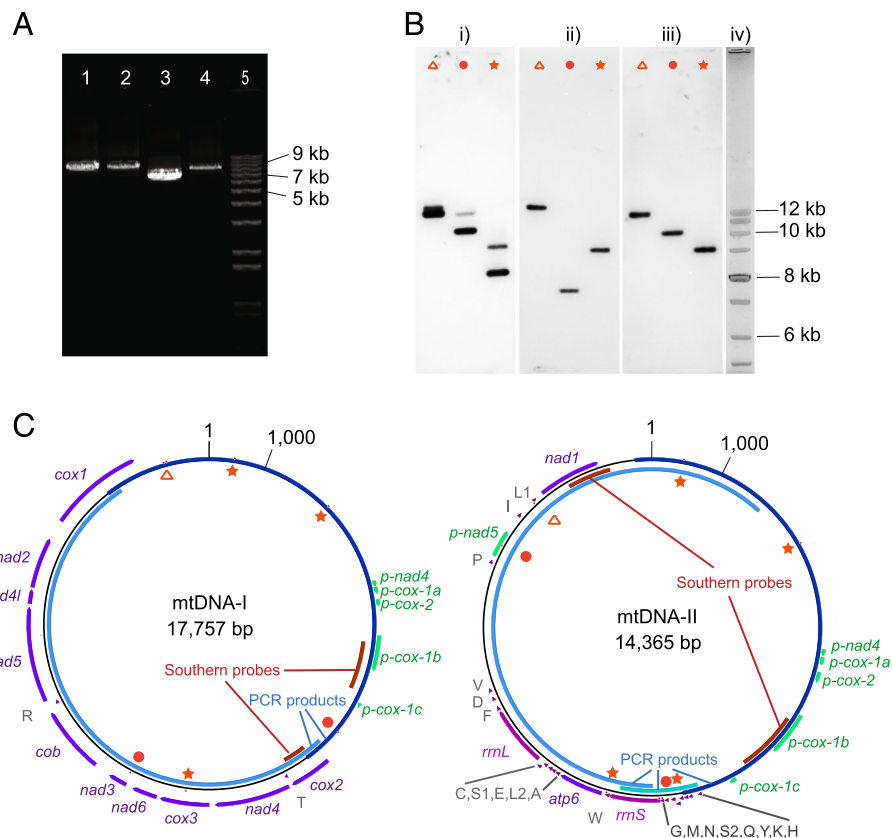 A
1 2 3 4 5
9 kb
7 kb
5 kb
B
i) ii) iii) iv)
12 kb
10 kb
8 kb
6 kb
C
1
1,000
cox1
nad2
d4l
ad5
R
cob
nad3
nad6
cox3
nad4
T
cox2
p-nad4
p-cox-1a
p-cox-2
p-cox-1b
p-cox-1c
mtDNA-I
17,757 bp
Southern probes
PCR products
1
1,000
nad1
L1
I
p-nad5
P
V
D
F
rrnL
C,S1,E,L2,A
atp6
W
rrnS
G,M,N,S2,Q,Y,K,H
p-nad4
p-cox-1a
p-cox-2
p-cox-1b
p-cox-1c
Southern probes
mtDNA-II
14,365 bp
PCR products